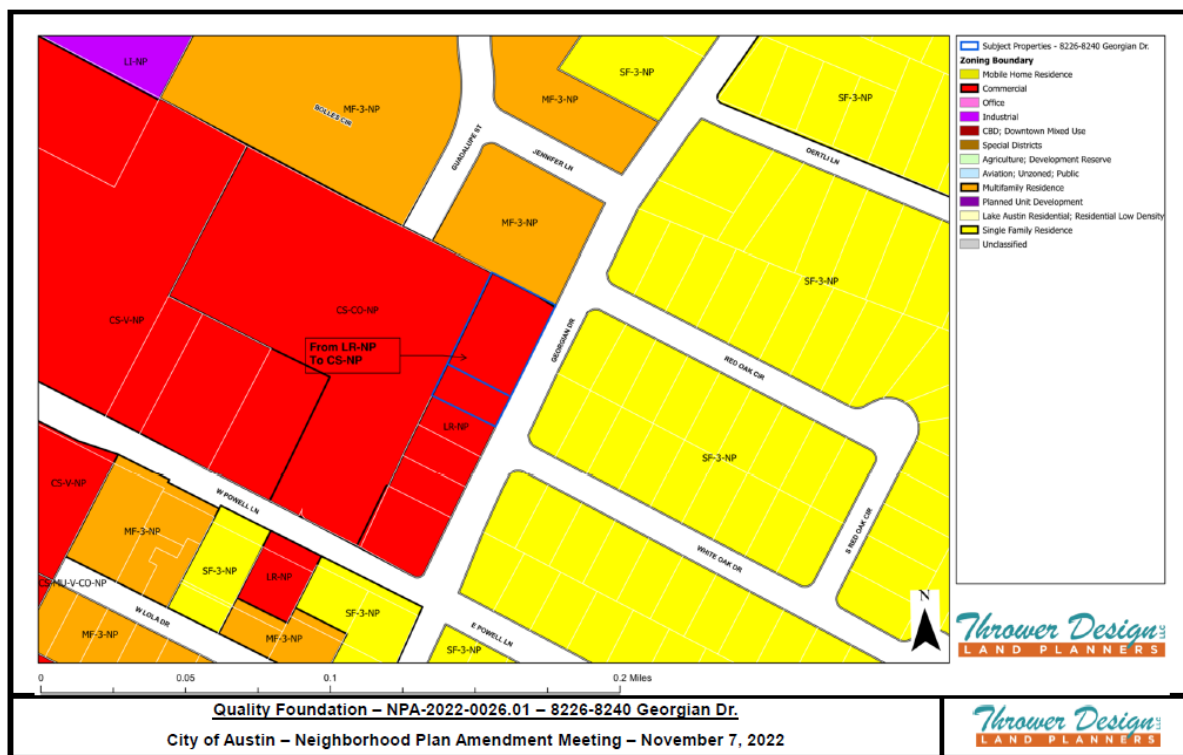 LI-NP
MF-3-NP
BOLLES CIR
GUADALUPE ST
MF-3-NP
SF-3-NP
SF-3-NP
JENNIFER LN
OERTLI LN
MF-3-NP
SF-3-NP
CS-V-NP
CS-CO-NP
From LR-NP
To CS-NP
GEORGIAN DR
RED OAK CIR
LR-NP
SF-3-NP
CS-V-NP
W POWELL LN
MF-3-NP
SF-3-NP
LR-NP
SF-3-NP
WHITE OAK DR
S RED OAK CIR
CS-MU-V-CO-NP
W LOLA DR
MF-3-NP
MF-3-NP
E POWELL LN
SF-3-NP
N
Subject Properties - 8226-8240 Georgian Dr.
Zoning Boundary
Mobile Home Residence
Commercial
Office
Industrial
CBD; Downtown Mixed Use
Special Districts
Agriculture; Development Reserve
Aviation; Unzoned; Public
Multifamily Residence
Planned Unit Development
Lake Austin Residential; Residential Low Density
Single Family Residence
Unclassified
Thrower Design LLC
LAND PLANNERS
0 0.05 0.1 0.2 Miles
Quality Foundation – NPA-2022-0026.01 – 8226-8240 Georgian Dr.
City of Austin – Neighborhood Plan Amendment Meeting – November 7, 2022
Thrower Design LLC
LAND PLANNERS